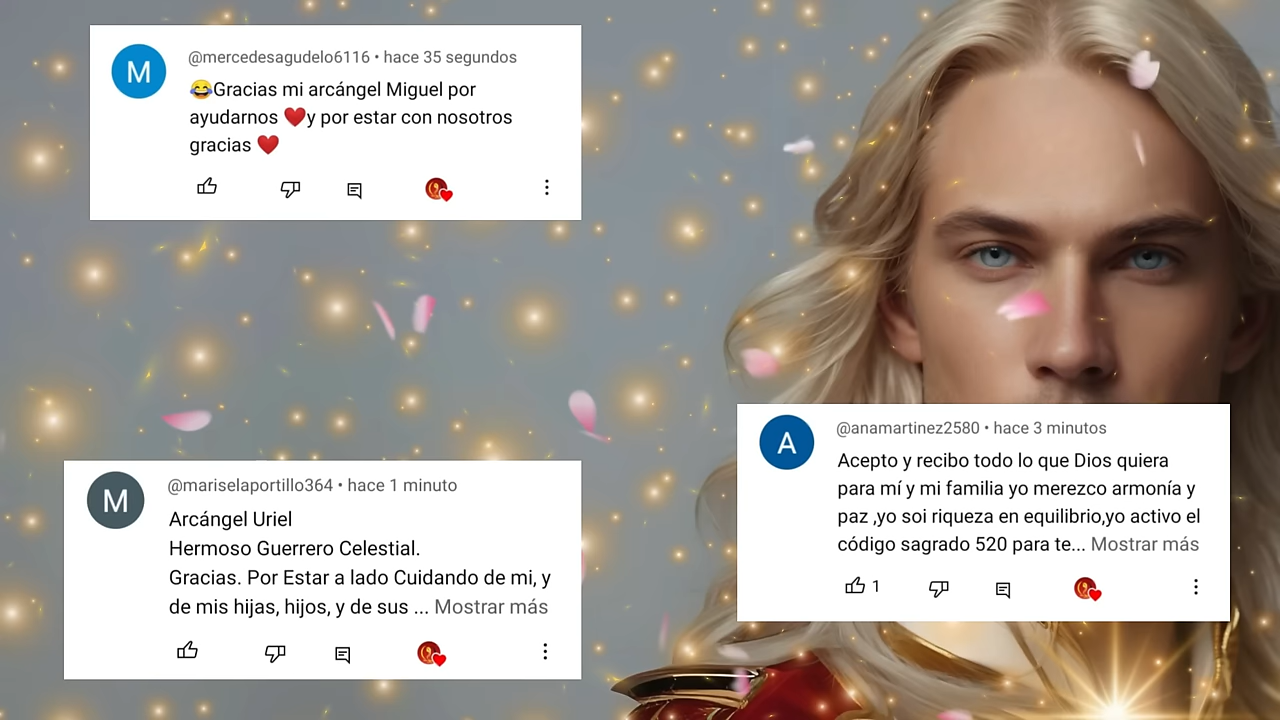 M
@mercedesagudelo6116 • hace 35 segundos
😂Gracias mi arcángel Miguel por
ayudarnos ❤️y por estar con nosotros
gracias ❤️
M
@mariselaportillo364 • hace 1 minuto
Arcángel Uriel
Hermoso Guerrero Celestial.
Gracias. Por Estar a lado Cuidando de mi, y
de mis hijas, hijos, y de sus ... Mostrar más
A
@anamartinez2580 • hace 3 minutos
Acepto y recibo todo lo que Dios quiera
para mí y mi familia yo merezco armonía y
paz ,yo soi riqueza en equilibrio,yo activo el
código sagrado 520 para te... Mostrar más
1